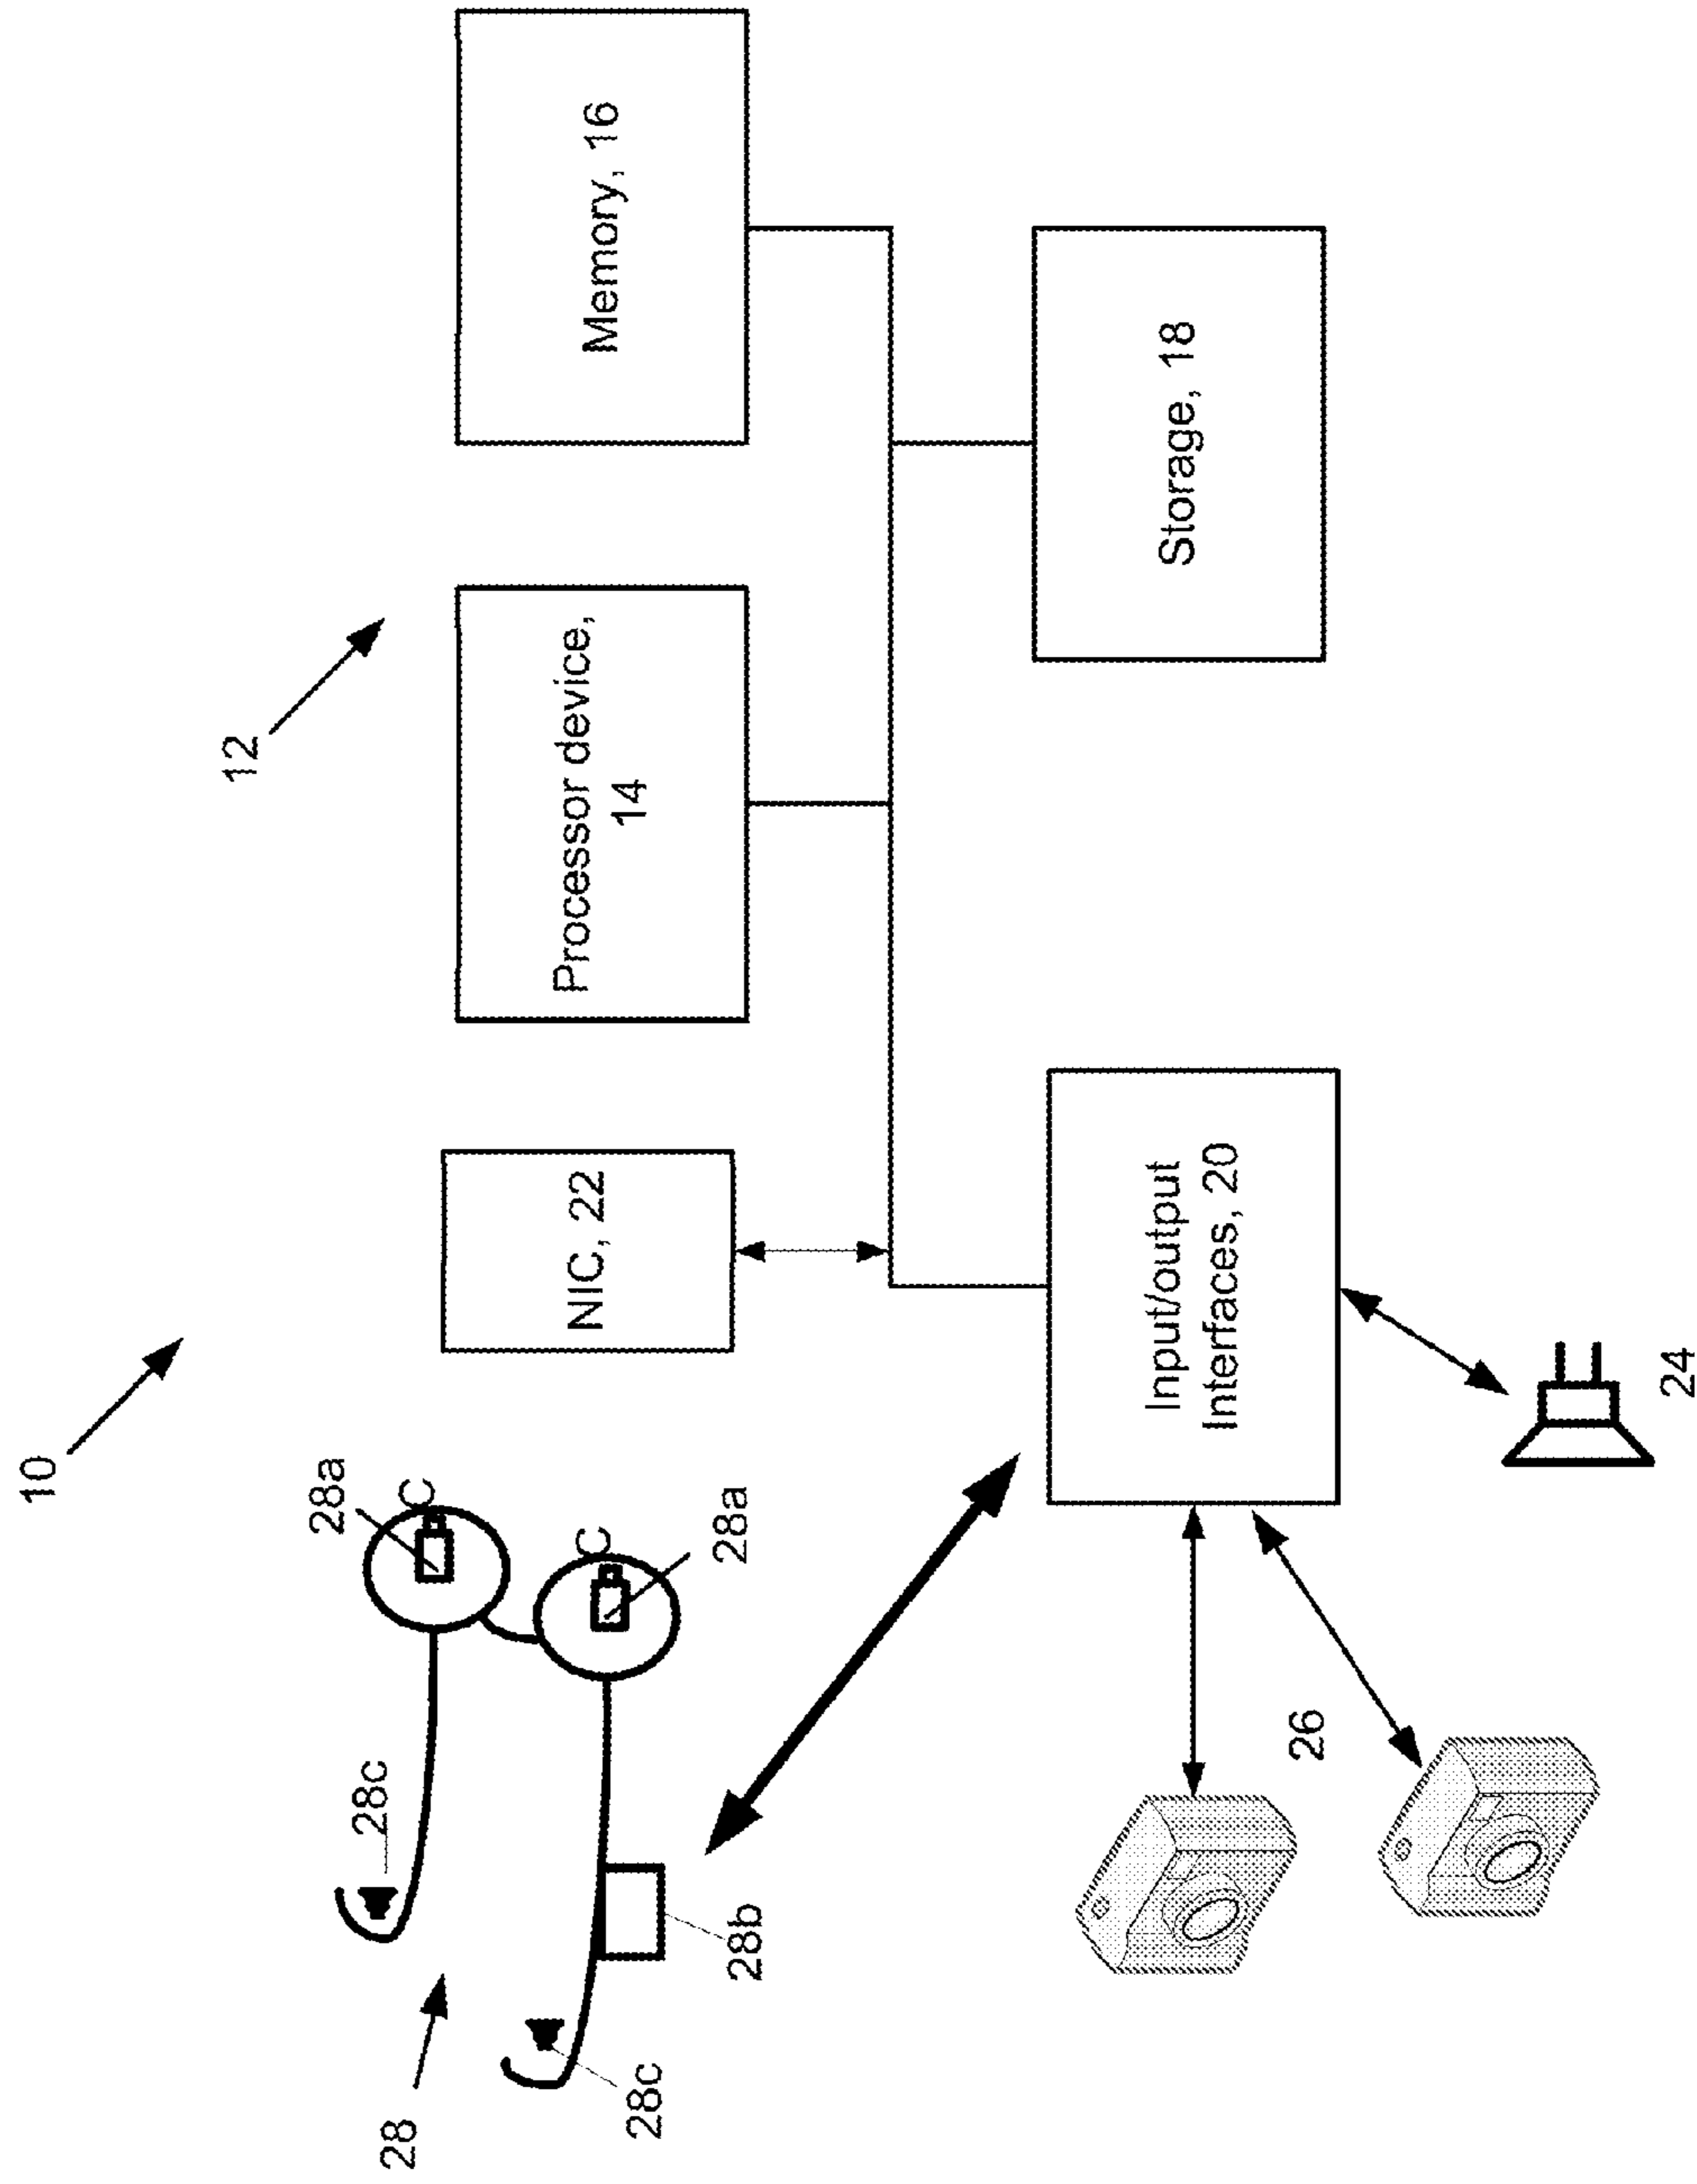 10
12
28a
28c
28
C
C
28c
28a
28b
NIC, 22
Processor device,
14
Memory, 16
Input/output
Interfaces, 20
Storage, 18
26
24